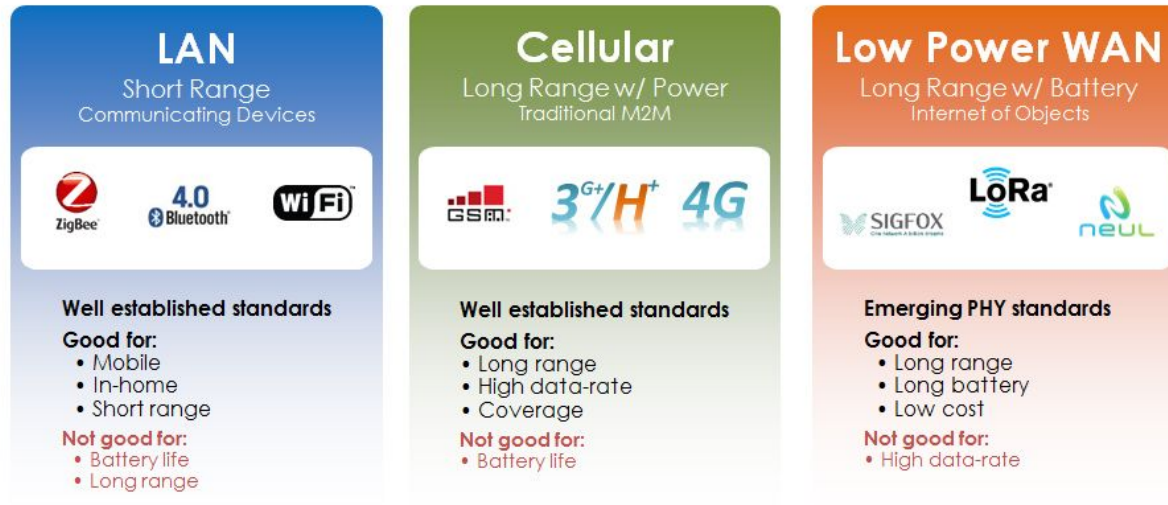 LAN
Short Range
Communicating Devices
ZigBee
4.0
Bluetooth
Wi Fi
Well established standards
Good for:
• Mobile
• In-home
• Short range
Not good for:
• Battery life
• Long range
Cellular
Long Range w/ Power
Traditional M2M
GSM
3G+/H+ 4G
Well established standards
Good for:
• Long range
• High data-rate
• Coverage
Not good for:
• Battery life
Low Power WAN
Long Range w/ Battery
Internet of Objects
SIGFOX
LoRa
neul
Emerging PHY standards
Good for:
• Long range
• Long battery
• Low cost
Not good for:
• High data-rate